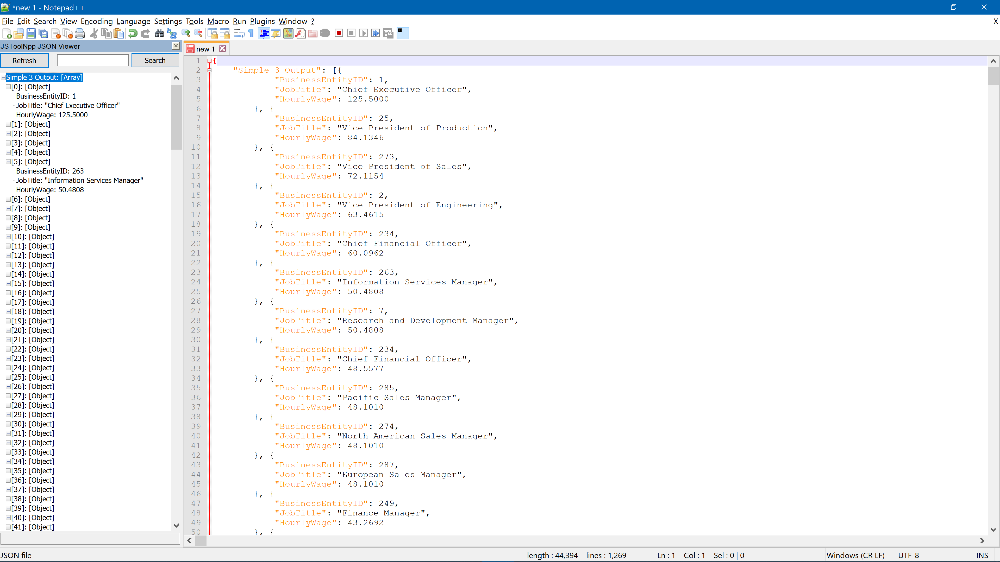 *new 1 - Notepad++
File Edit Search View Encoding Language Settings Tools Macro Run Plugins Window ? X
JSToolNpp JSON Viewer
Refresh Search
Simple 3 Output: [Array]
[0]: [Object]
BusinessEntityID: 1
JobTitle: "Chief Executive Officer"
HourlyWage: 125.5000
[1]: [Object]
[2]: [Object]
[3]: [Object]
[4]: [Object]
[5]: [Object]
BusinessEntityID: 263
JobTitle: "Information Services Manager"
HourlyWage: 50.4808
[6]: [Object]
[7]: [Object]
[8]: [Object]
[9]: [Object]
[10]: [Object]
[11]: [Object]
[12]: [Object]
[13]: [Object]
[14]: [Object]
[15]: [Object]
[16]: [Object]
[17]: [Object]
[18]: [Object]
[19]: [Object]
[20]: [Object]
[21]: [Object]
[22]: [Object]
[23]: [Object]
[24]: [Object]
[25]: [Object]
[26]: [Object]
[27]: [Object]
[28]: [Object]
[29]: [Object]
[30]: [Object]
[31]: [Object]
[32]: [Object]
[33]: [Object]
[34]: [Object]
[35]: [Object]
[36]: [Object]
[37]: [Object]
[38]: [Object]
[39]: [Object]
[40]: [Object]
[41]: [Object]
new 1
1 {
2 "Simple 3 Output": [{
3 "BusinessEntityID": 1,
4 "JobTitle": "Chief Executive Officer",
5 "HourlyWage": 125.5000
6 }, {
7 "BusinessEntityID": 25,
8 "JobTitle": "Vice President of Production",
9 "HourlyWage": 84.1346
10 }, {
11 "BusinessEntityID": 273,
12 "JobTitle": "Vice President of Sales",
13 "HourlyWage": 72.1154
14 }, {
15 "BusinessEntityID": 2,
16 "JobTitle": "Vice President of Engineering",
17 "HourlyWage": 63.4615
18 }, {
19 "BusinessEntityID": 234,
20 "JobTitle": "Chief Financial Officer",
21 "HourlyWage": 60.0962
22 }, {
23 "BusinessEntityID": 263,
24 "JobTitle": "Information Services Manager",
25 "HourlyWage": 50.4808
26 }, {
27 "BusinessEntityID": 7,
28 "JobTitle": "Research and Development Manager",
29 "HourlyWage": 50.4808
30 }, {
31 "BusinessEntityID": 234,
32 "JobTitle": "Chief Financial Officer",
33 "HourlyWage": 48.5577
34 }, {
35 "BusinessEntityID": 285,
36 "JobTitle": "Pacific Sales Manager",
37 "HourlyWage": 48.1010
38 }, {
39 "BusinessEntityID": 274,
40 "JobTitle": "North American Sales Manager",
41 "HourlyWage": 48.1010
42 }, {
43 "BusinessEntityID": 287,
44 "JobTitle": "European Sales Manager",
45 "HourlyWage": 48.1010
46 }, {
47 "BusinessEntityID": 249,
48 "JobTitle": "Finance Manager",
49 "HourlyWage": 43.2692
50 }, {
JSON file length : 44,394 lines : 1,269 Ln : 1 Col : 1 Sel : 0 | 0 Windows (CR LF) UTF-8 INS